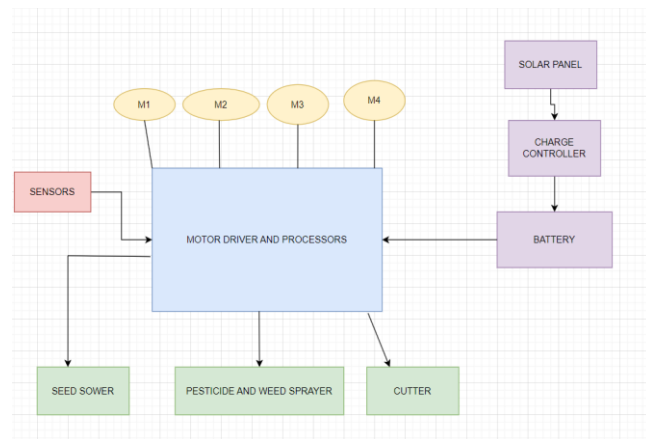 SOLAR PANEL
M1
M2
M3
M4
CHARGE
CONTROLLER
SENSORS
MOTOR DRIVER AND PROCESSORS
BATTERY
SEED SOWER
PESTICIDE AND WEED SPRAYER
CUTTER